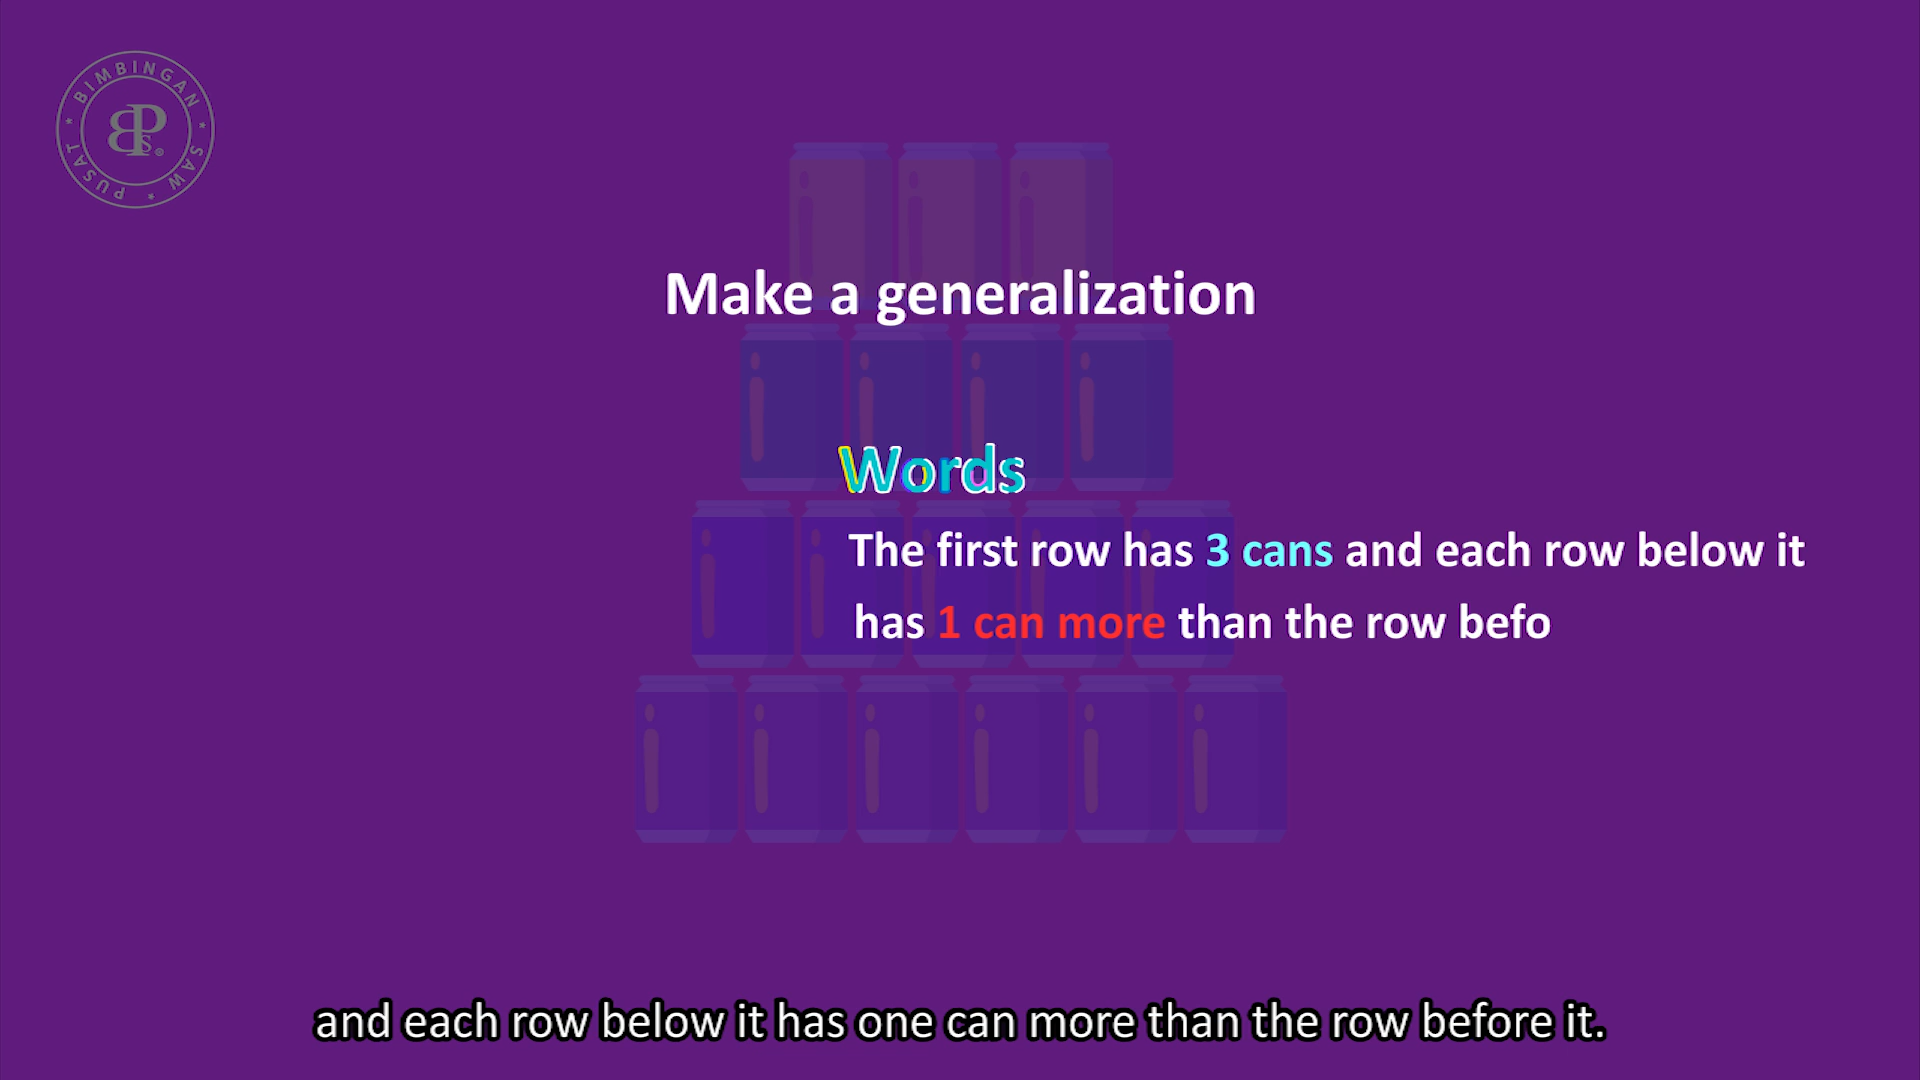 PUSAT * BIMBINGAN * SAW *
BPS®
Make a generalization
Words
The first row has 3 cans and each row below it
has 1 can more than the row befo
and each row below it has one can more than the row before it.